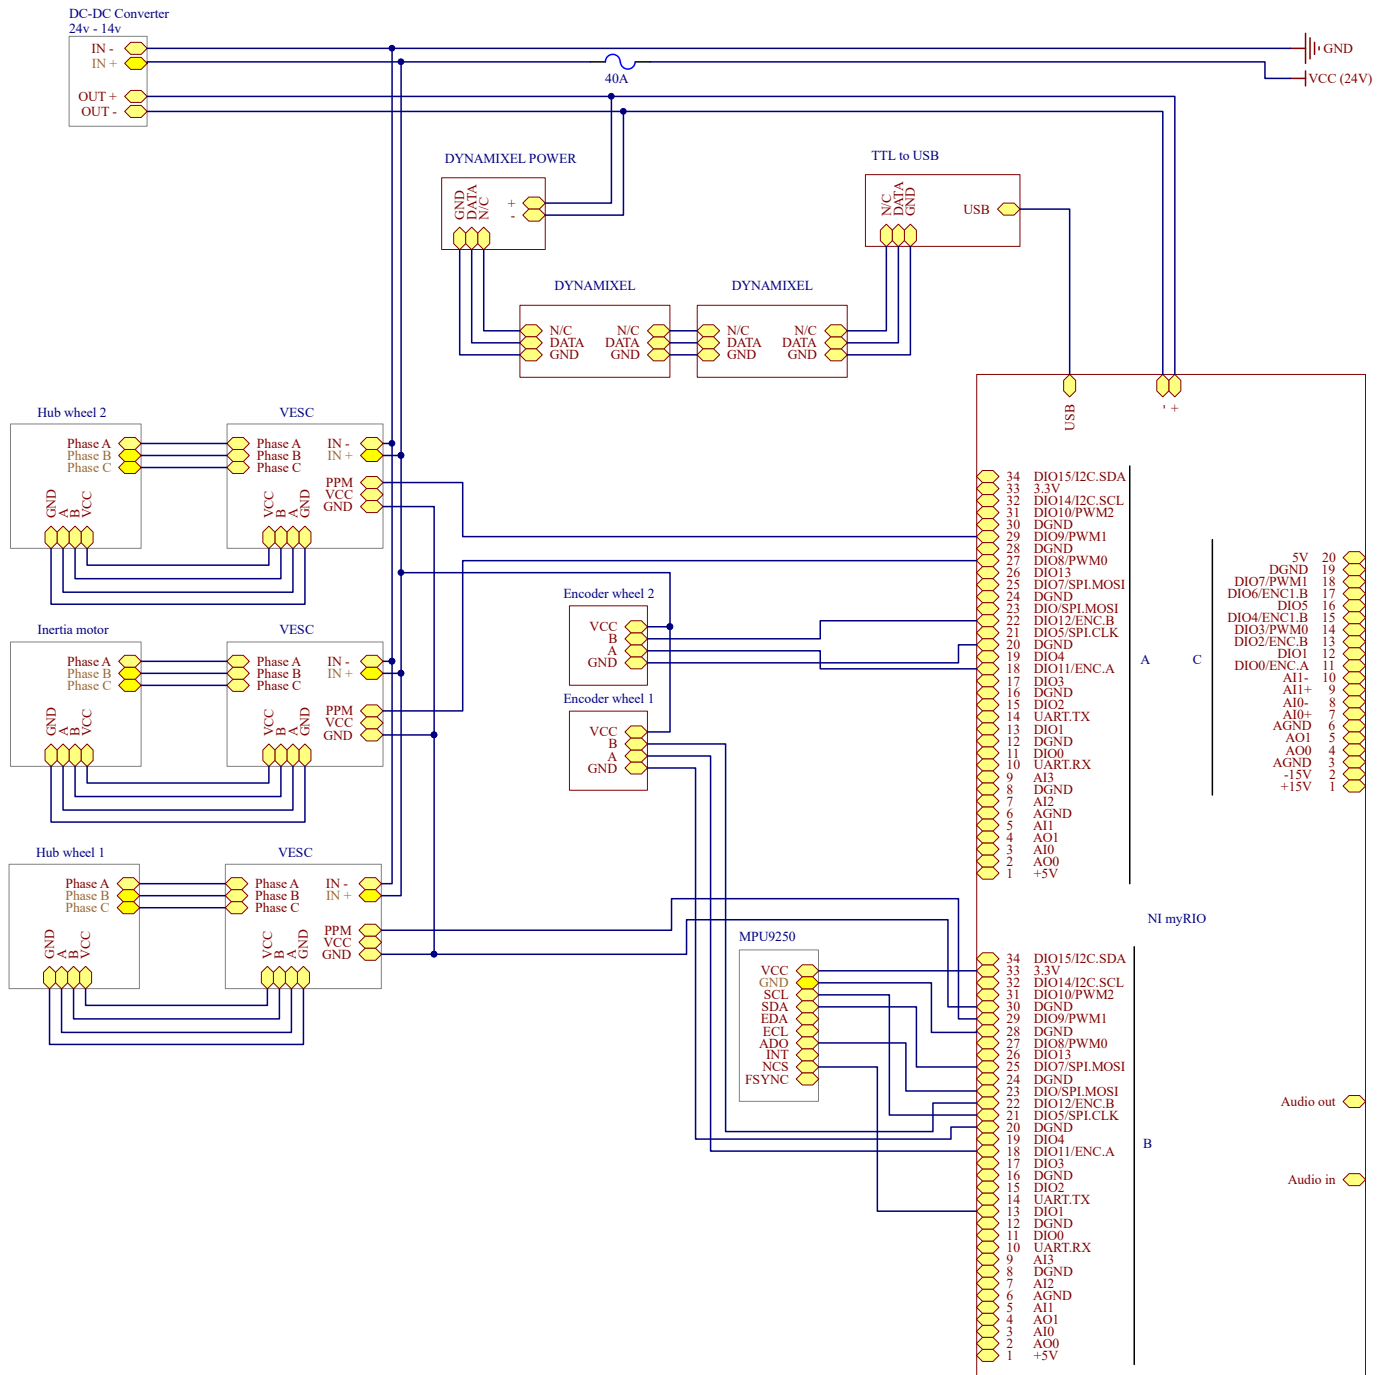 DC-DC Converter
24v - 14v
IN -
IN +
OUT +
OUT -
40A
GND
VCC (24V)
DYNAMIXEL POWER
GND
DATA
N/C
+
-
TTL to USB
N/C
DATA
GND
USB
DYNAMIXEL
N/C N/C
DATA DATA
GND GND
DYNAMIXEL
N/C N/C
DATA DATA
GND GND
Hub wheel 2
Phase A
Phase B
Phase C
GND
A
B
VCC
VESC
Phase A IN -
Phase B IN +
Phase C
PPM
VCC
GND
VCC
B
A
GND
Inertia motor
Phase A
Phase B
Phase C
GND
A
B
VCC
VESC
Phase A IN -
Phase B IN +
Phase C
PPM
VCC
GND
VCC
B
A
GND
Hub wheel 1
Phase A
Phase B
Phase C
GND
A
B
VCC
VESC
Phase A IN -
Phase B IN +
Phase C
PPM
VCC
GND
VCC
B
A
GND
Encoder wheel 2
VCC
B
A
GND
Encoder wheel 1
VCC
B
A
GND
MPU9250
VCC
GND
SCL
SDA
EDA
ECL
ADO
INT
NCS
FSYNC
USB
- +
34 DIO15/I2C.SDA
33 3.3V
32 DIO14/I2C.SCL
31 DIO10/PWM2
30 DGND
29 DIO9/PWM1
28 DGND
27 DIO8/PWM0
26 DIO13
25 DIO7/SPI.MOSI
24 DGND
23 DIO/SPI.MOSI
22 DIO12/ENC.B
21 DIO5/SPI.CLK
20 DGND
19 DIO4
18 DIO11/ENC.A
17 DIO3
16 DGND
15 DIO2
14 UART.TX
13 DIO1
12 DGND
11 DIO0
10 UART.RX
9 AI3
8 DGND
7 AI2
6 AGND
5 AI1
4 AO1
3 AI0
2 AO0
1 +5V
A
C
5V 20
DGND 19
DIO7/PWM1 18
DIO6/ENC1.B 17
DIO5 16
DIO4/ENC1.B 15
DIO3/PWM0 14
DIO2/ENC.B 13
DIO1 12
DIO0/ENC.A 11
AI1- 10
AI1+ 9
AI0- 8
AI0+ 7
AGND 6
AO1 5
AO0 4
AGND 3
-15V 2
+15V 1
NI myRIO
34 DIO15/I2C.SDA
33 3.3V
32 DIO14/I2C.SCL
31 DIO10/PWM2
30 DGND
29 DIO9/PWM1
28 DGND
27 DIO8/PWM0
26 DIO13
25 DIO7/SPI.MOSI
24 DGND
23 DIO/SPI.MOSI
22 DIO12/ENC.B
21 DIO5/SPI.CLK
20 DGND
19 DIO4
18 DIO11/ENC.A
17 DIO3
16 DGND
15 DIO2
14 UART.TX
13 DIO1
12 DGND
11 DIO0
10 UART.RX
9 AI3
8 DGND
7 AI2
6 AGND
5 AI1
4 AO1
3 AI0
2 AO0
1 +5V
B
Audio out
Audio in